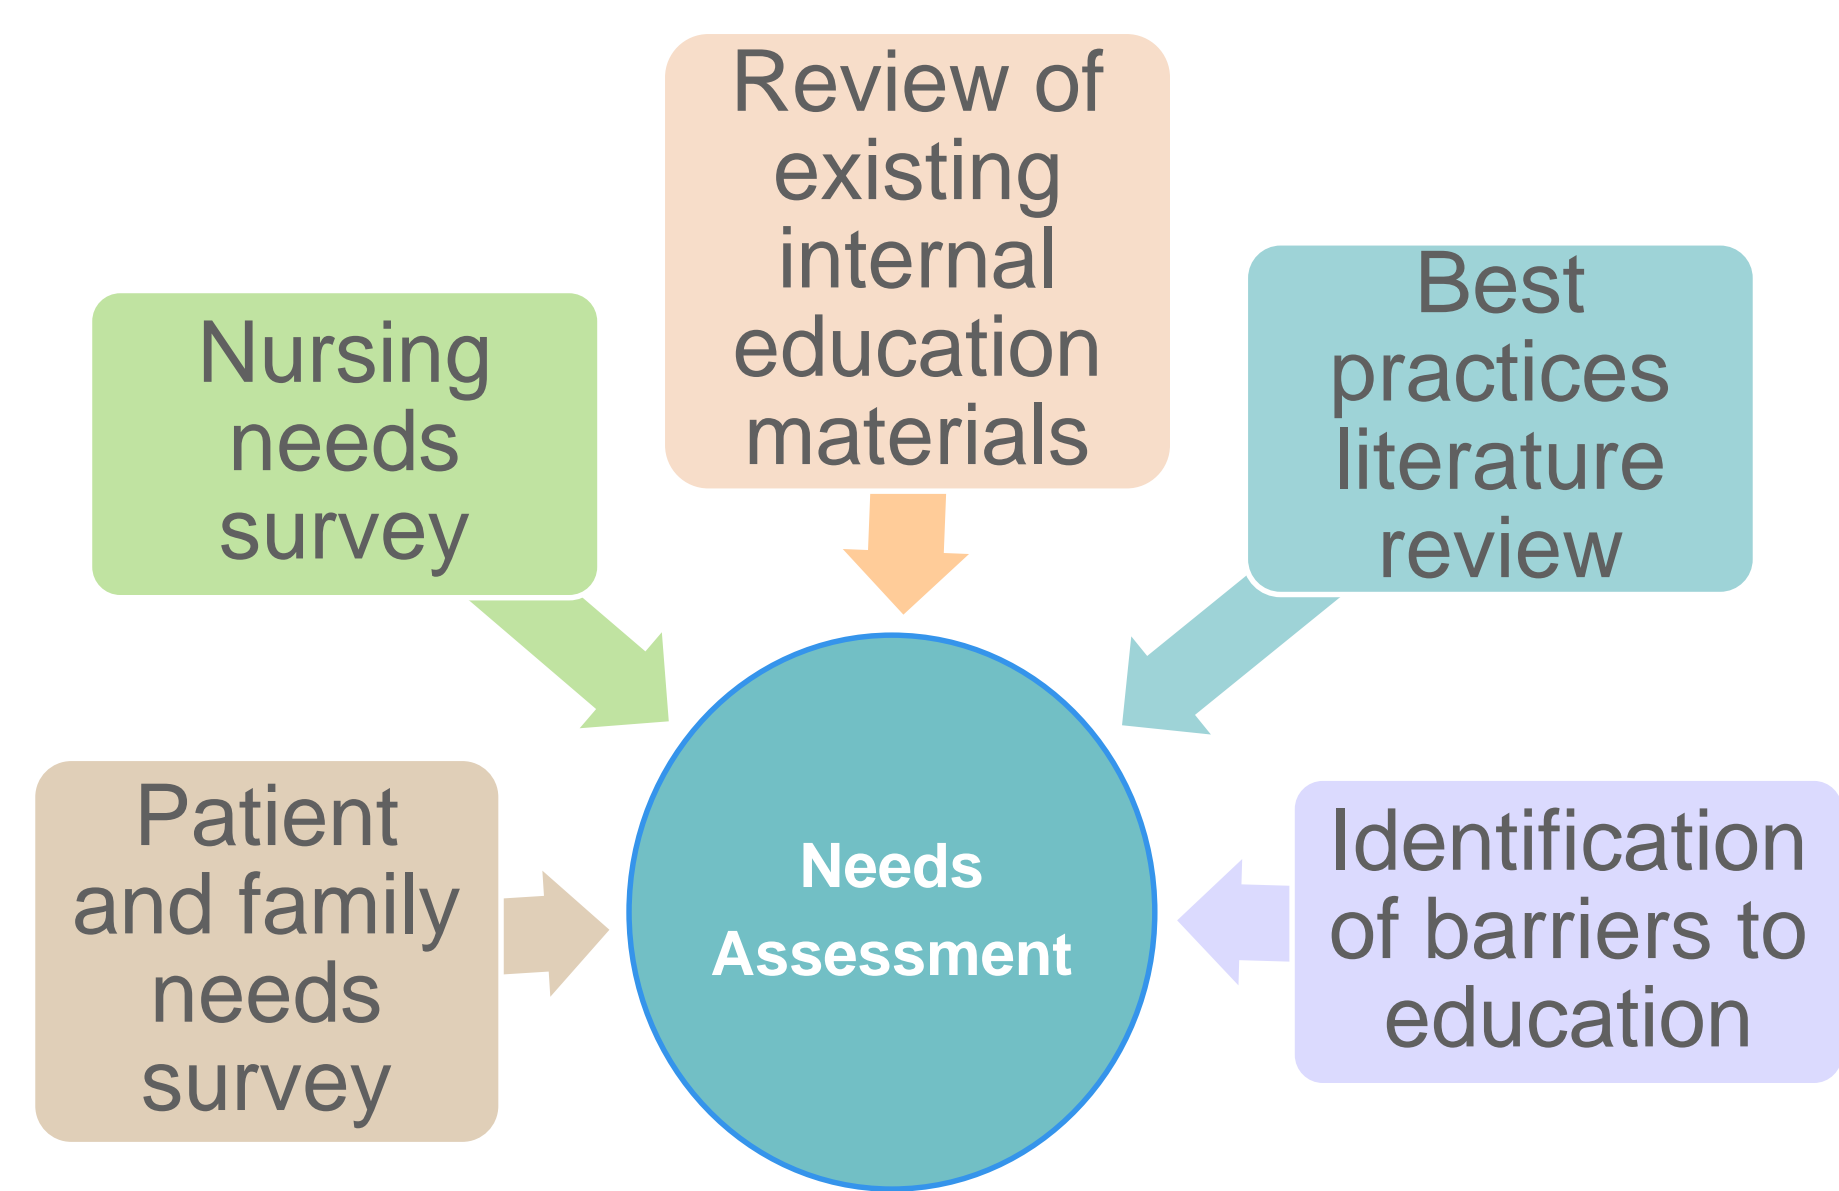 Review of
existing
internal
education
materials
Nursing
needs
survey
Best
practices
literature
review
Patient
and family
needs
survey
Needs
Assessment
Identification
of barriers to
education